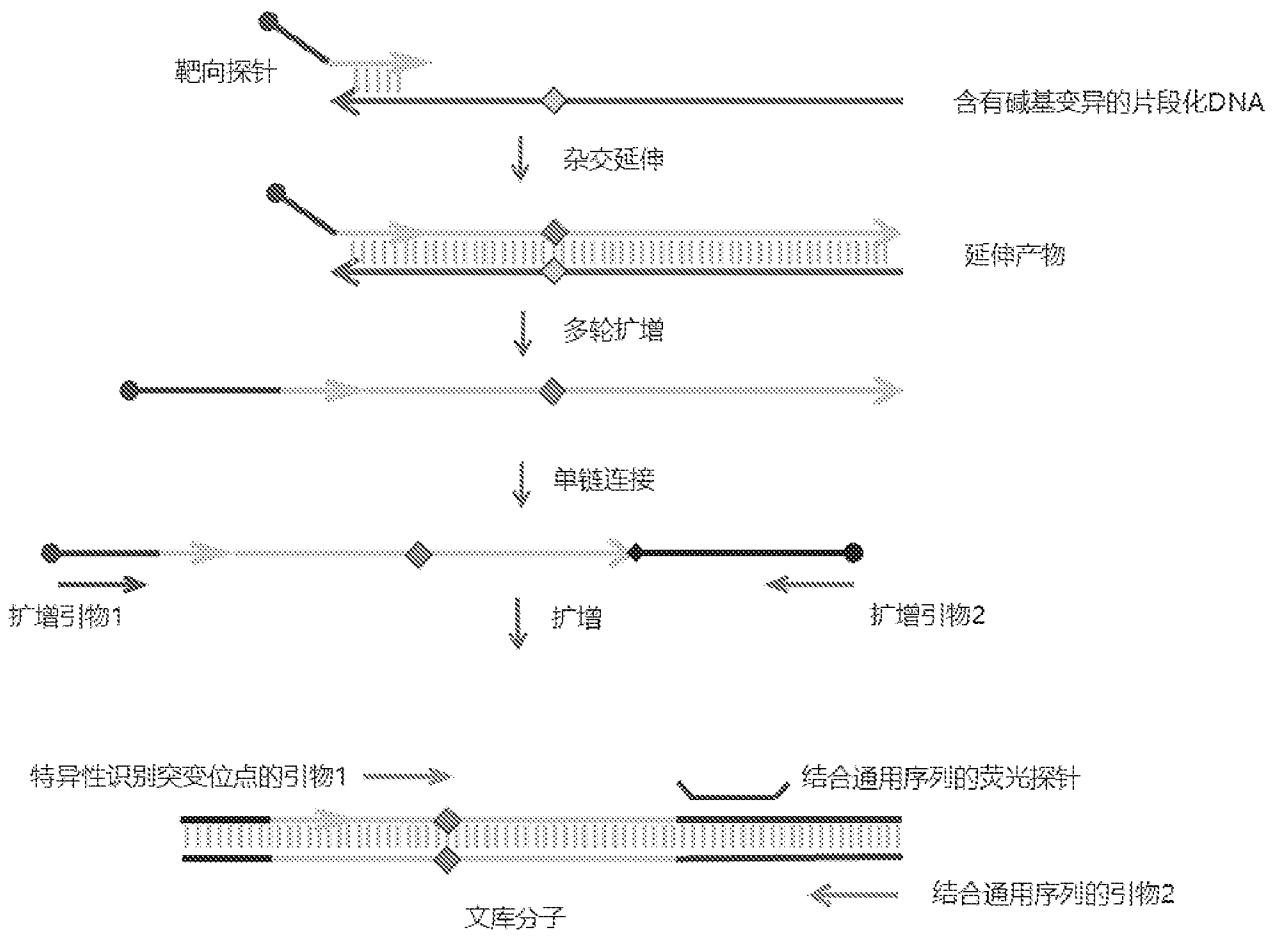 靶向探针
含有碱基变异的片段化DNA
杂交延伸
延伸产物
多轮扩增
单链连接
扩增引物1
扩增
扩增引物2
特异性识别突变位点的引物1
结合通用序列的荧光探针
结合通用序列的引物2
文库分子